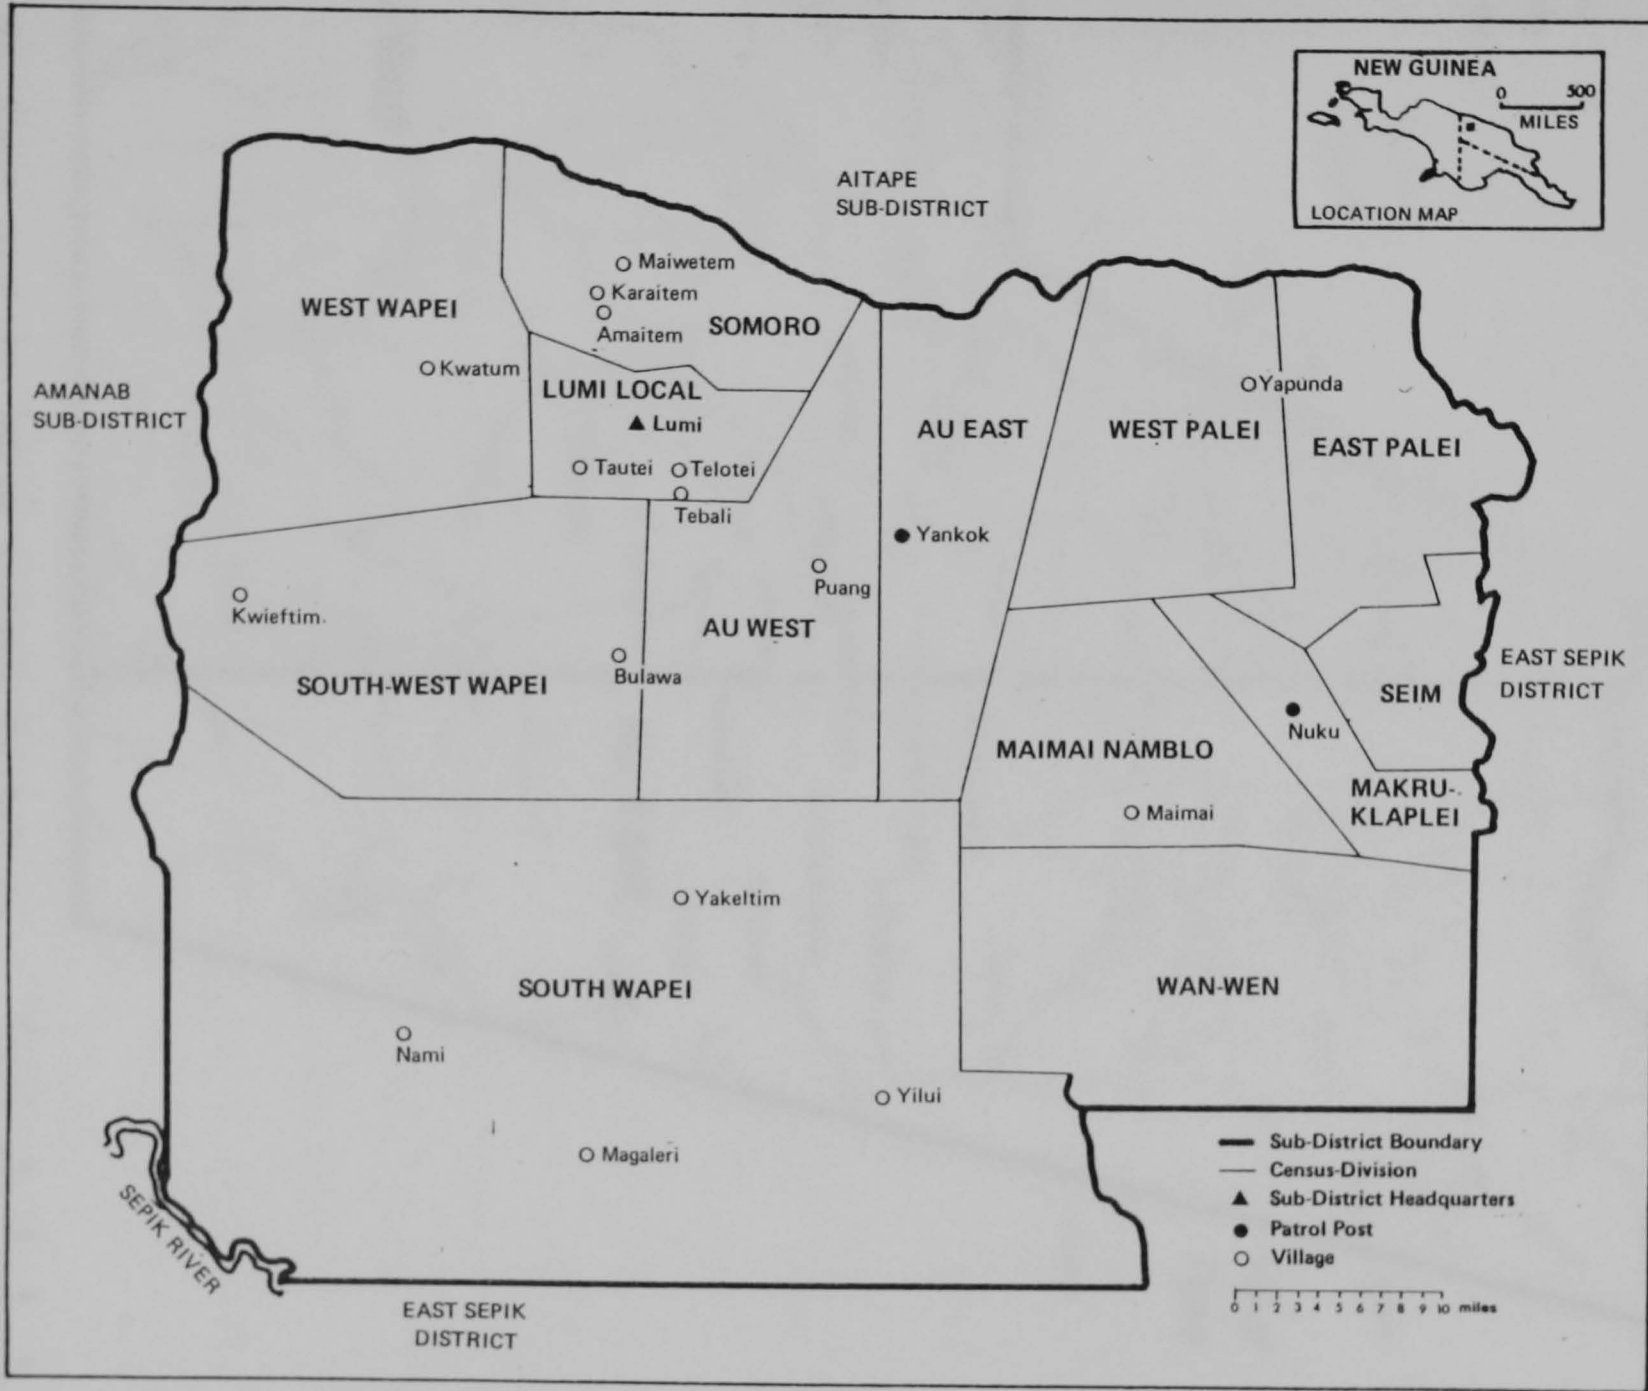 NEW GUINEA
0 500
MILES
LOCATION MAP
AITAPE
SUB-DISTRICT
Maiwetem
Karaitem
Amaitem
SOMORO
WEST WAPEI
Kwatum
AMANAB
SUB-DISTRICT
LUMI LOCAL
Lumi
Tautei
Telotei
Tebali
AU EAST
WEST PALEI
Yapunda
EAST PALEI
Yankok
Puang
AU WEST
Kwieftim
SOUTH-WEST WAPEI
Bulawa
EAST SEPIK
DISTRICT
SEIM
Nuku
MAIMAI NAMBLO
MAKRU-
KLAPLEI
Maimai
Yakeltim
SOUTH WAPEI
WAN-WEN
Nami
Yilui
Magaleri
SEPIK RIVER
EAST SEPIK
DISTRICT
Sub-District Boundary
Census-Division
Sub-District Headquarters
Patrol Post
Village
0 1 2 3 4 5 6 7 8 9 10 miles